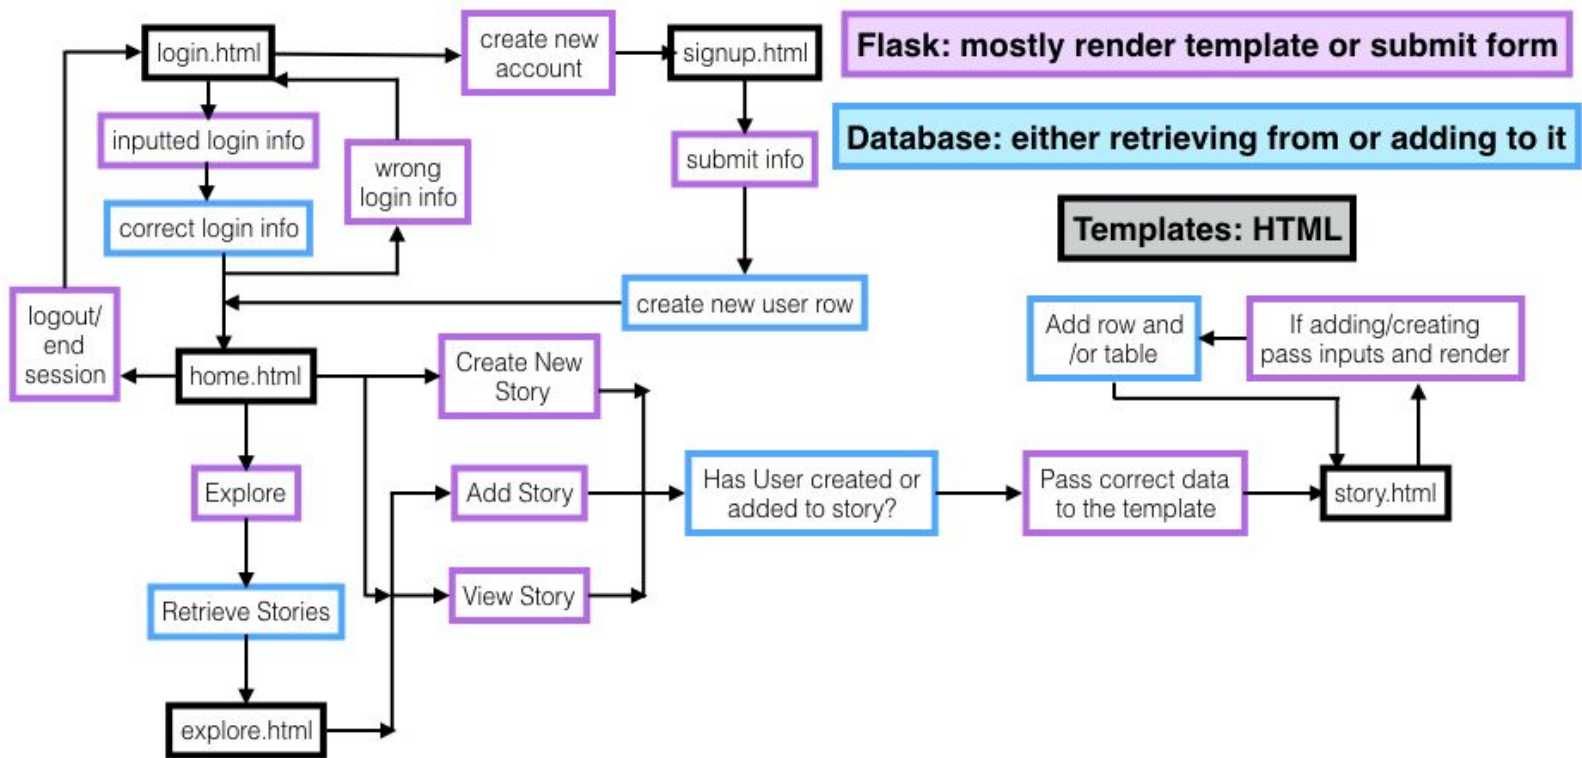 login.html
create new
account
signup.html
Flask: mostly render template or submit form
inputted login info
wrong
login info
submit info
Database: either retrieving from or adding to it
correct login info
Templates: HTML
logout/
end
session
create new user row
Add row and
/or table
If adding/creating
pass inputs and render
home.html
Create New
Story
Explore
Add Story
Has User created or
added to story?
Pass correct data
to the template
story.html
Retrieve Stories
View Story
explore.html